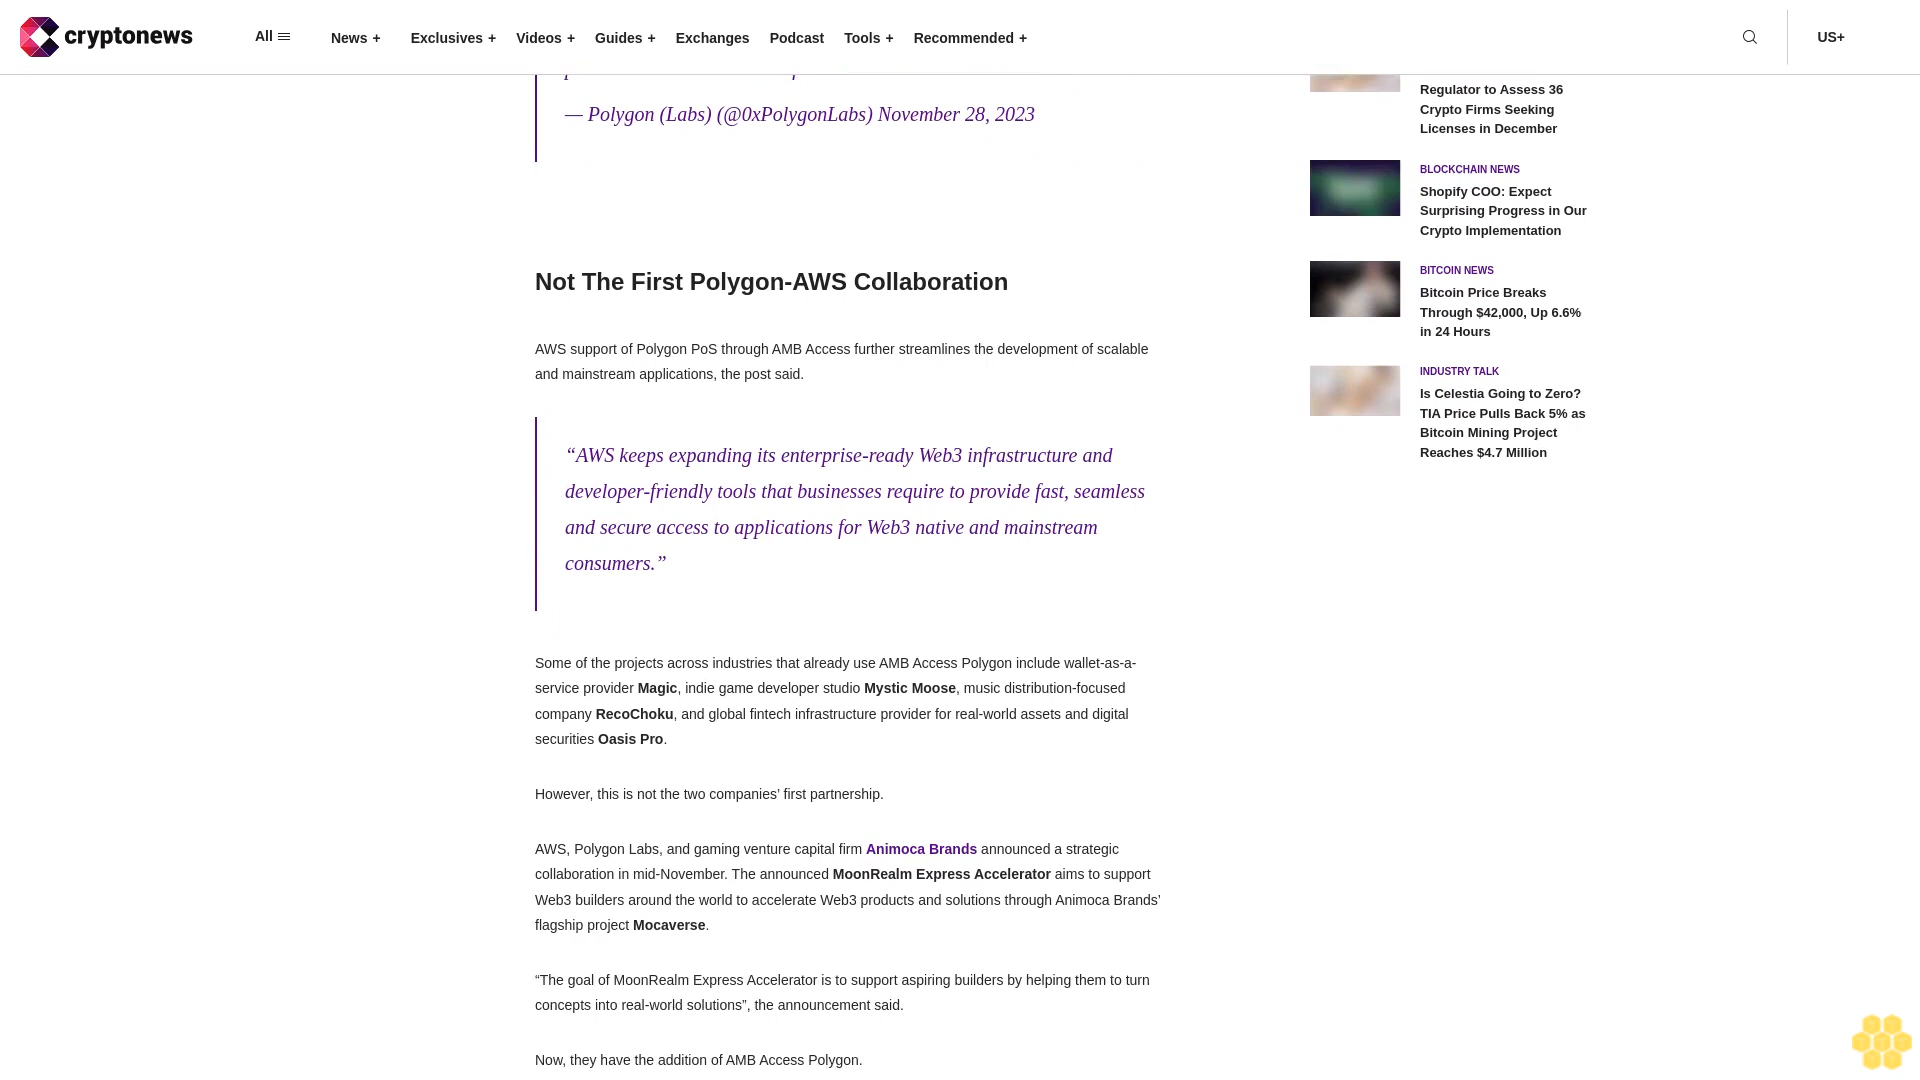 cryptonews
All
News +
Exclusives +
Videos +
Guides +
Exchanges
Podcast
Tools +
Recommended +
US+
— Polygon (Labs) (@0xPolygonLabs) November 28, 2023
Not The First Polygon-AWS Collaboration
AWS support of Polygon PoS through AMB Access further streamlines the development of scalable
and mainstream applications, the post said.
“AWS keeps expanding its enterprise-ready Web3 infrastructure and
developer-friendly tools that businesses require to provide fast, seamless
and secure access to applications for Web3 native and mainstream
consumers.”
Some of the projects across industries that already use AMB Access Polygon include wallet-as-a-
service provider Magic, indie game developer studio Mystic Moose, music distribution-focused
company RecoChoku, and global fintech infrastructure provider for real-world assets and digital
securities Oasis Pro.
However, this is not the two companies’ first partnership.
AWS, Polygon Labs, and gaming venture capital firm Animoca Brands announced a strategic
collaboration in mid-November. The announced MoonRealm Express Accelerator aims to support
Web3 builders around the world to accelerate Web3 products and solutions through Animoca Brands’
flagship project Mocaverse.
“The goal of MoonRealm Express Accelerator is to support aspiring builders by helping them to turn
concepts into real-world solutions”, the announcement said.
Now, they have the addition of AMB Access Polygon.
Regulator to Assess 36
Crypto Firms Seeking
Licenses in December
BLOCKCHAIN NEWS
Shopify COO: Expect
Surprising Progress in Our
Crypto Implementation
BITCOIN NEWS
Bitcoin Price Breaks
Through $42,000, Up 6.6%
in 24 Hours
INDUSTRY TALK
Is Celestia Going to Zero?
TIA Price Pulls Back 5% as
Bitcoin Mining Project
Reaches $4.7 Million